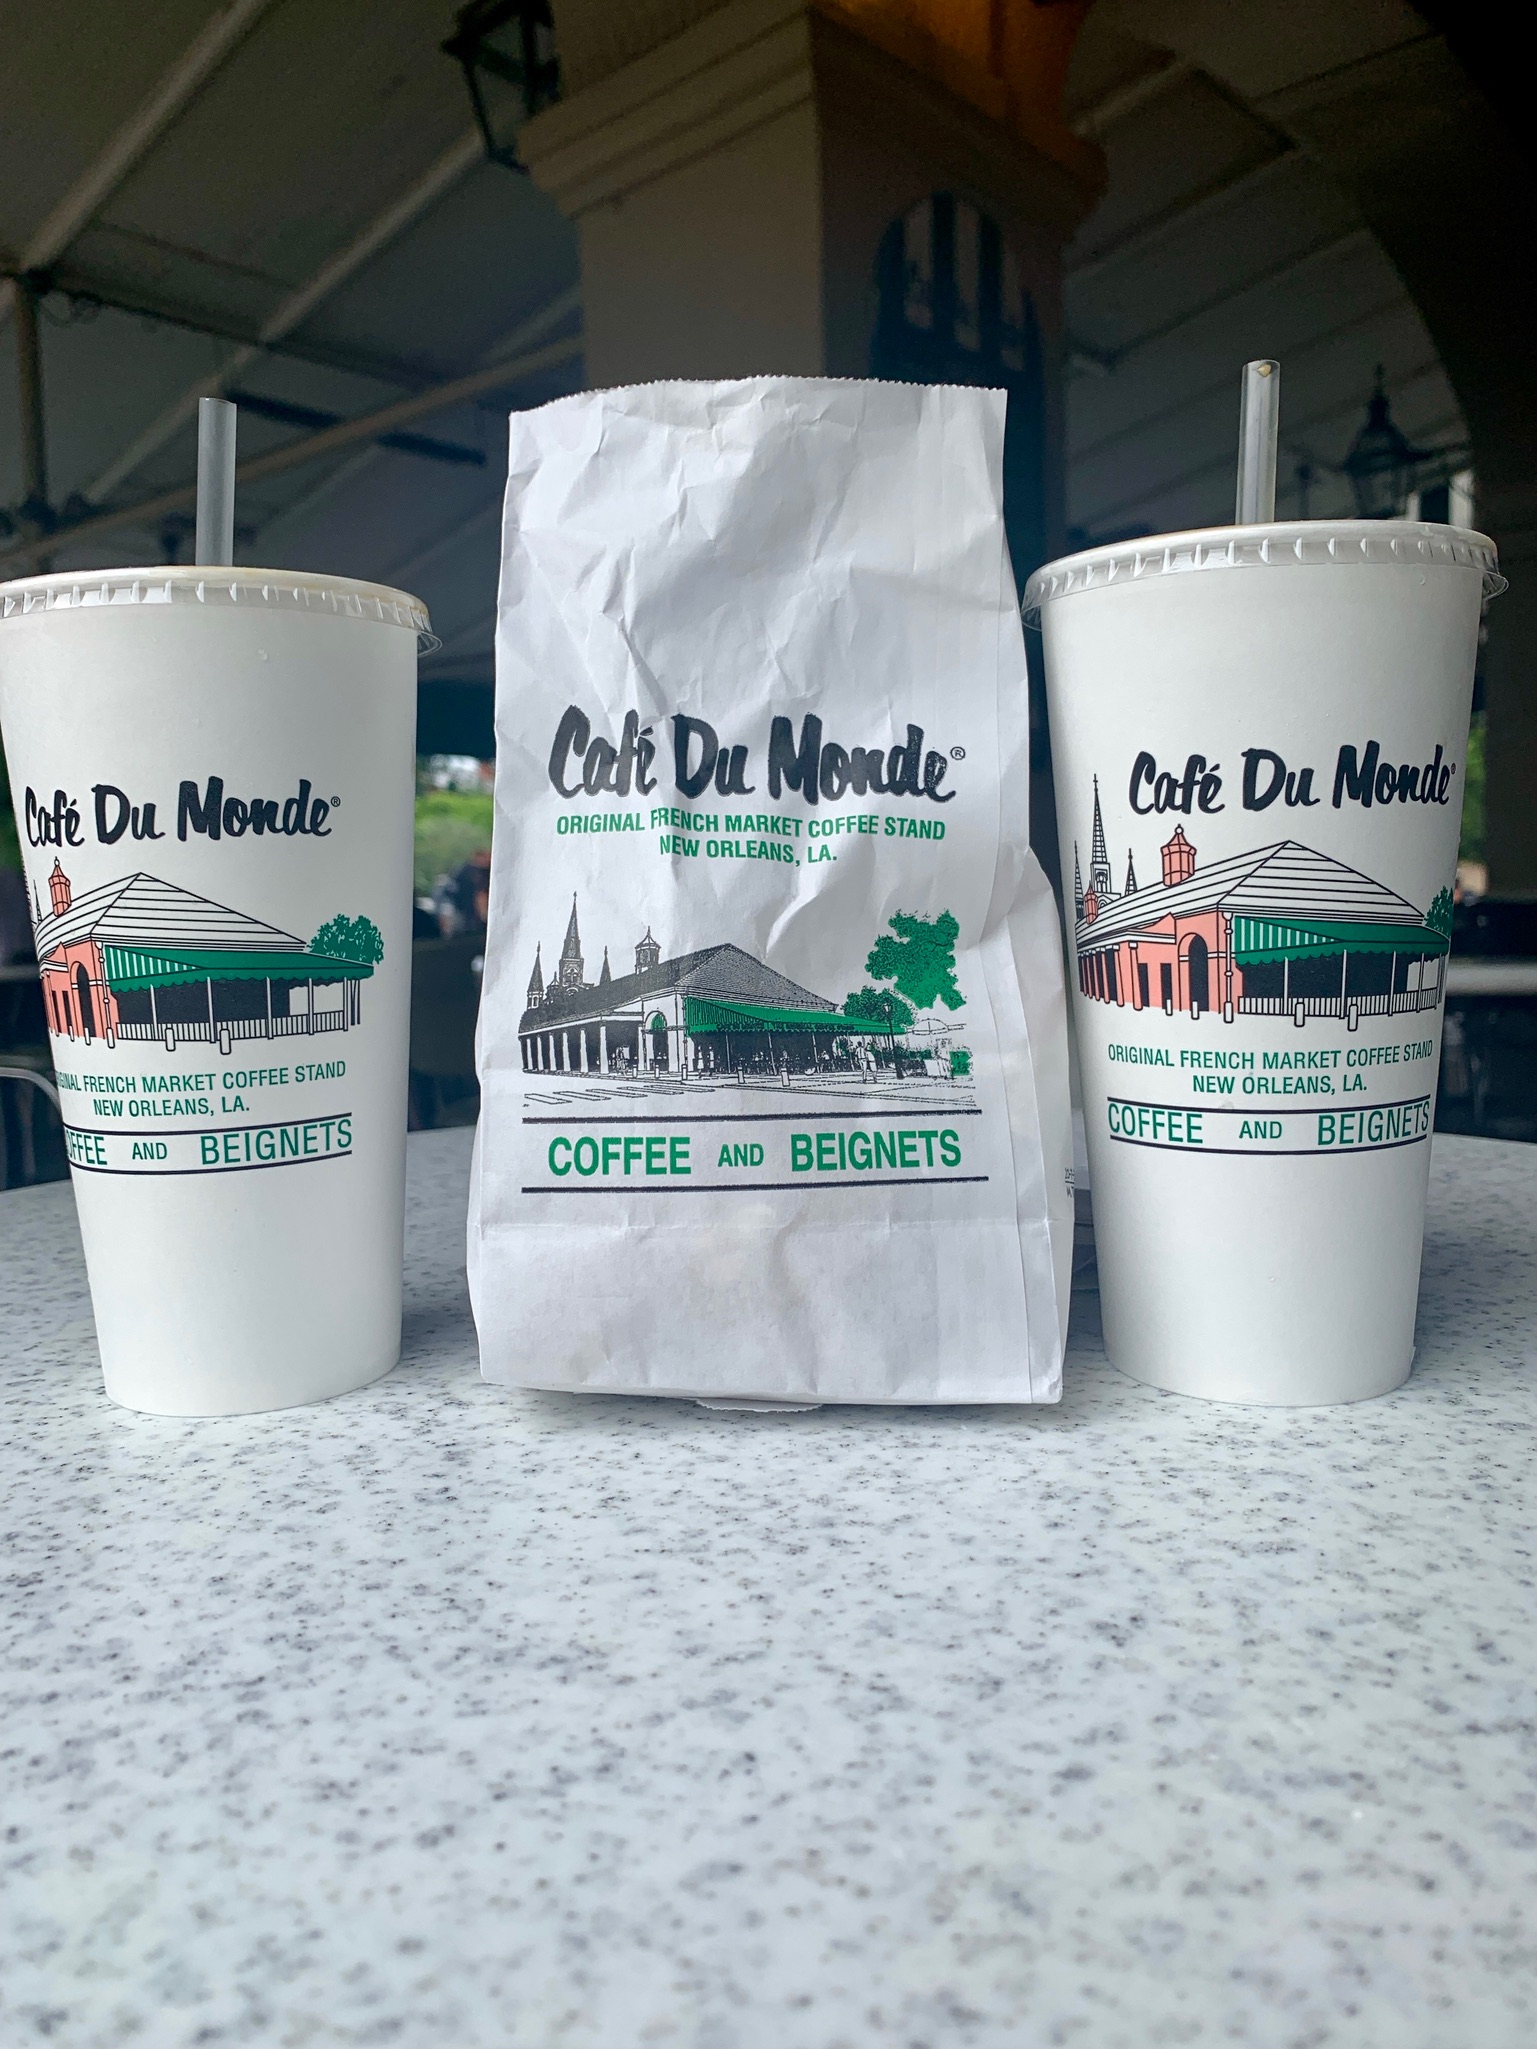 Café Du Monde®
FRENCH MARKET COFFEE STAND
NEW ORLEANS, LA.
AND BEIGNETS
Café Du Monde®
ORIGINAL FRENCH MARKET COFFEE STAND
NEW ORLEANS, LA.
COFFEE AND BEIGNETS
Café Du Monde®
ORIGINAL FRENCH MARKET COFFEE STAND
NEW ORLEANS, LA.
COFFEE AND BEIGNETS